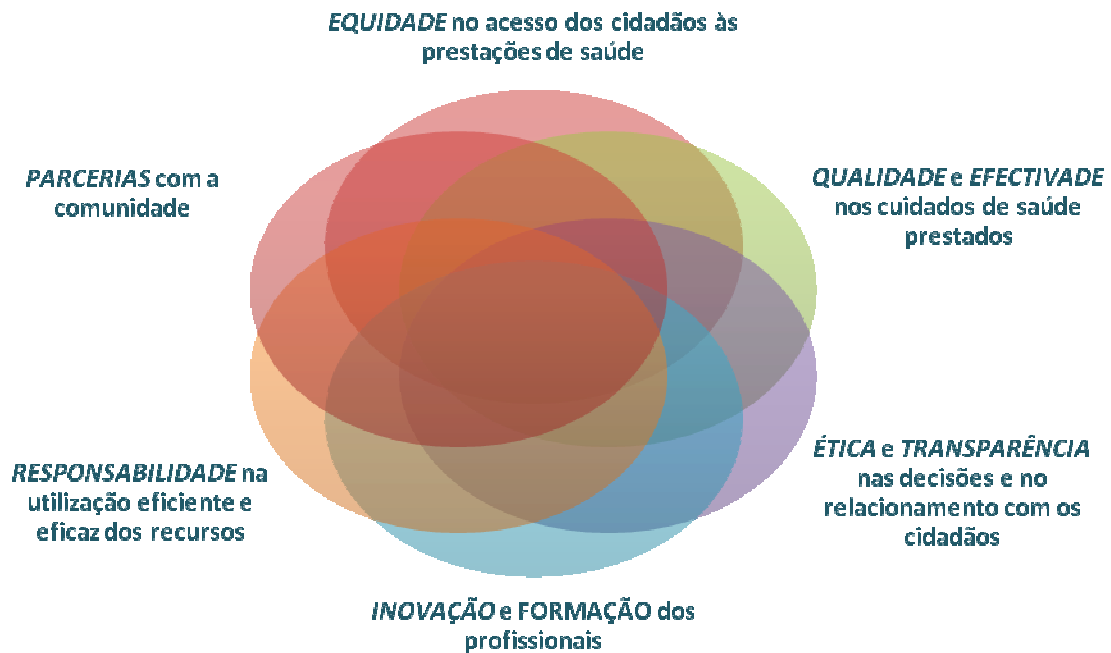 EQUIDADE no acesso dos cidadãos às
prestações de saúde
PARCERIAS com a
comunidade
QUALIDADE e EFECTIVADE
nos cuidados de saúde
prestados
RESPONSABILIDADE na
utilização eficiente e
eficaz dos recursos
ÉTICA e TRANSPARÊNCIA
nas decisões e no
relacionamento com os
cidadãos
INOVAÇÃO e FORMAÇÃO dos
profissionais